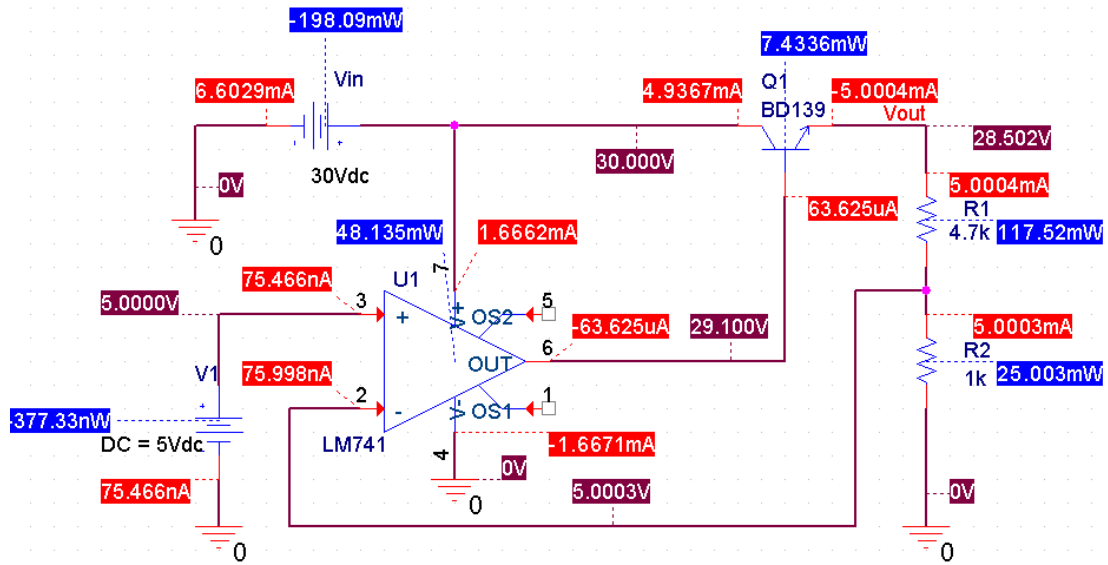 -198.09mW
7.4336mW
6.6029mA
Vin
4.9367mA
Q1
BD139
-5.0004mA
Vout
28.502V
30.000V
30Vdc
0V
0
5.0004mA
R1
4.7k
117.52mW
63.625uA
48.135mW
1.6662mA
7
U1
75.466nA
5.0000V
3
+
V+
OS2
5
-63.625uA
29.100V
6
OUT
5.0003mA
R2
1k
25.003mW
V1
75.998nA
2
-
V-
OS1
1
-377.33nW
DC = 5Vdc
LM741
4
-1.6671mA
0V
0
75.466nA
0
5.0003V
0V
0